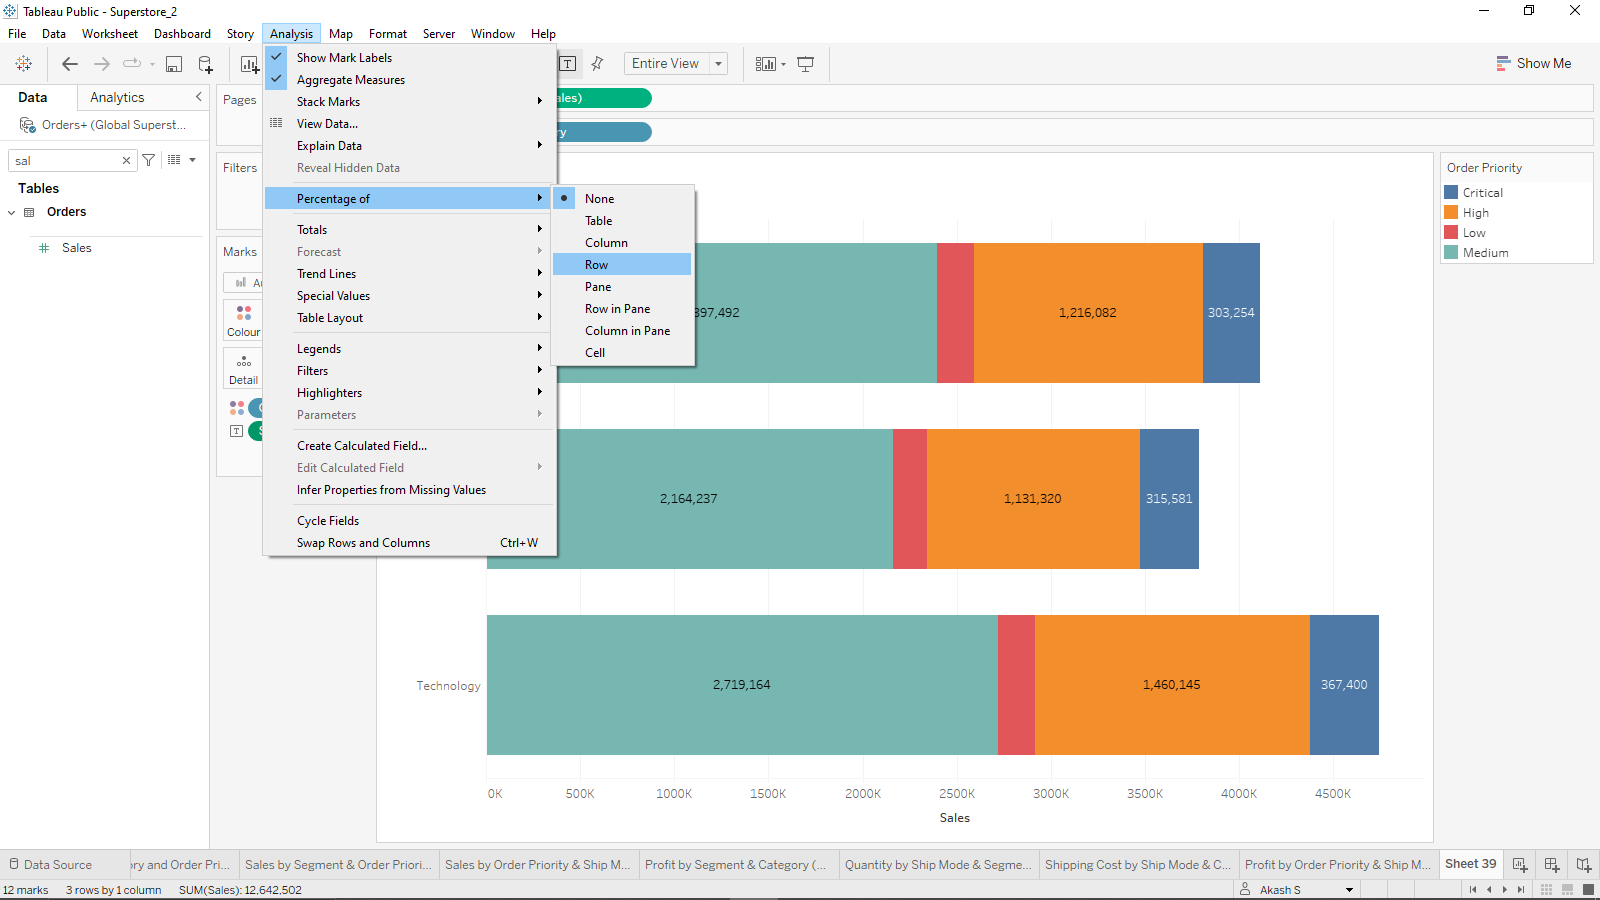 Tableau Public - Superstore_2
File Data Worksheet Dashboard Story Analysis Map Format Server Window Help
Entire View
Show Me
Data Analytics
Orders+ (Global Superst...
sal
Tables
Orders
Sales
Pages
Filters
Marks
Colour
Detail
Show Mark Labels
Aggregate Measures
Stack Marks
View Data...
Explain Data
Reveal Hidden Data
Percentage of
Totals
Forecast
Trend Lines
Special Values
Table Layout
Legends
Filters
Highlighters
Parameters
Create Calculated Field...
Edit Calculated Field
Infer Properties from Missing Values
Cycle Fields
Swap Rows and Columns Ctrl+W
None
Table
Column
Row
Pane
Row in Pane
Column in Pane
Cell
ales)
ry
397,492 1,216,082 303,254
2,164,237 1,131,320 315,581
Technology 2,719,164 1,460,145 367,400
0K 500K 1000K 1500K 2000K 2500K 3000K 3500K 4000K 4500K
Sales
Order Priority
Critical
High
Low
Medium
Data Source ory and Order Pri... Sales by Segment & Order Priori... Sales by Order Priority & Ship M... Profit by Segment & Category (... Quantity by Ship Mode & Segme... Shipping Cost by Ship Mode & C... Profit by Order Priority & Ship M... Sheet 39
12 marks 3 rows by 1 column SUM(Sales): 12,642,502 Akash S